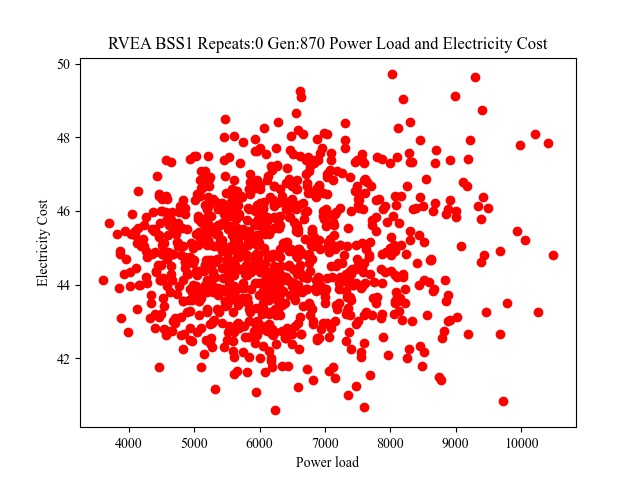 RVEA BSS1 Repeats:0 Gen:870 Power Load and Electricity Cost
50
48
46
44
42
Electricity Cost
4000 5000 6000 7000 8000 9000 10000
Power load